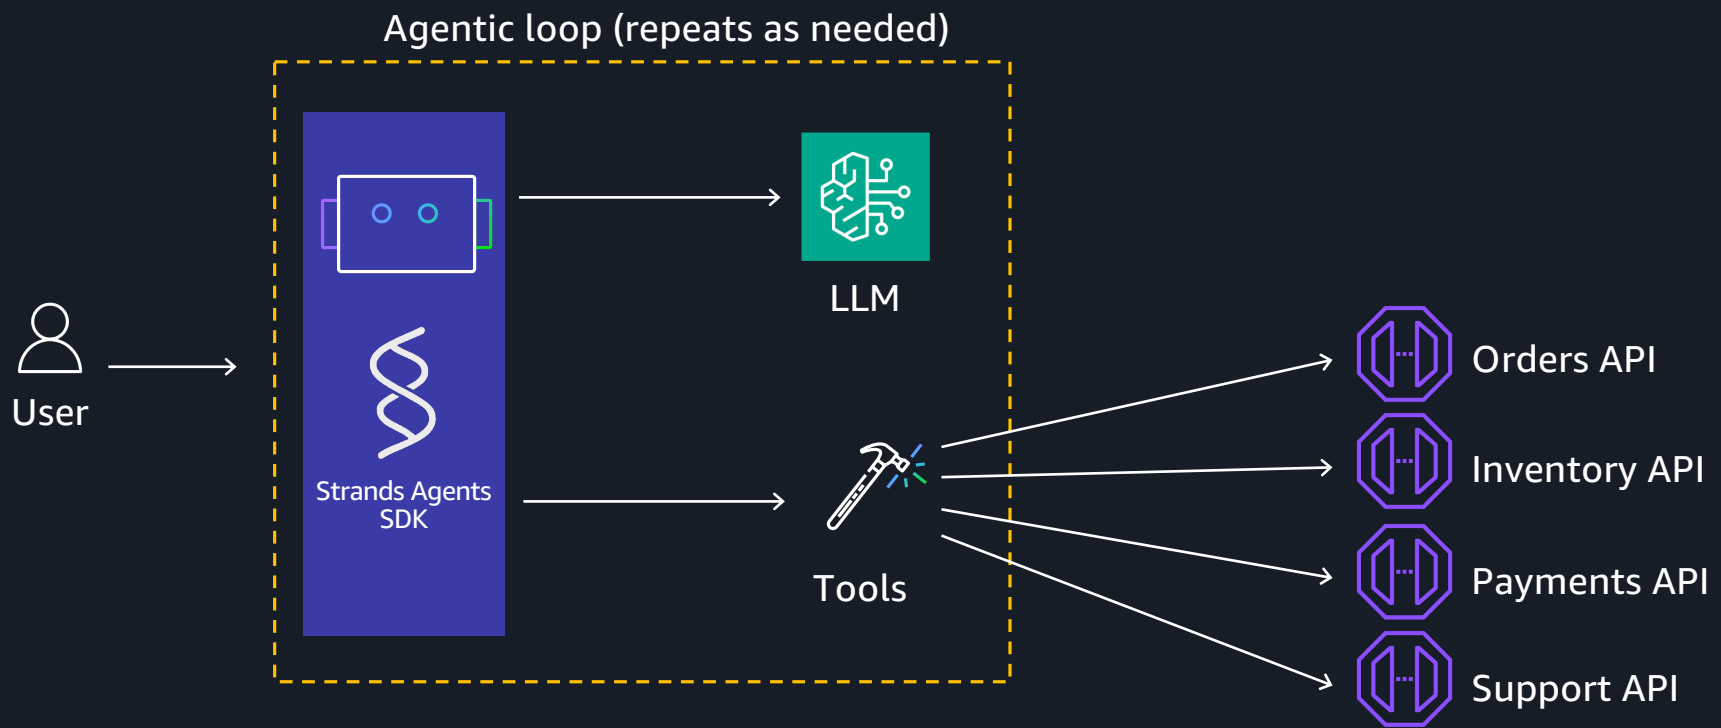 Agentic loop (repeats as needed)
LLM
User
Strands Agents
SDK
Tools
Orders API
Inventory API
Payments API
Support API